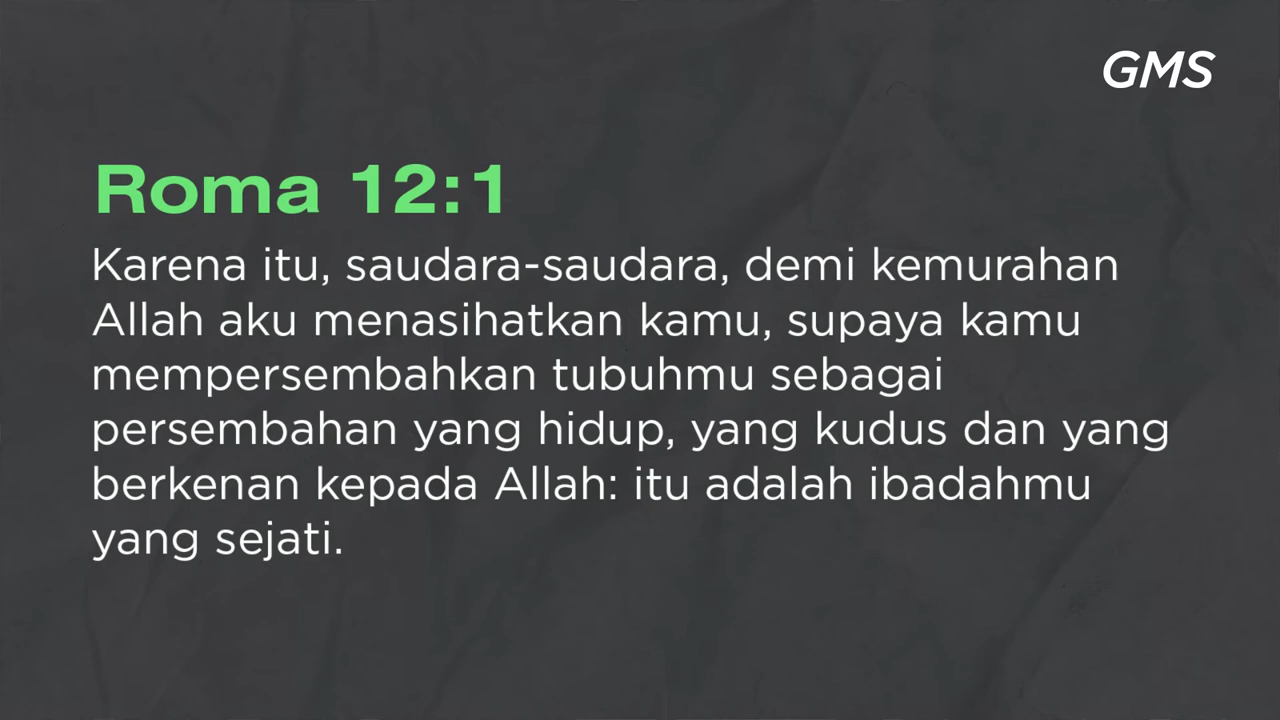 GMS
Roma 12:1
Karena itu, saudara-saudara, demi kemurahan
Allah aku menasihatkan kamu, supaya kamu
mempersembahkan tubuhmu sebagai
persembahan yang hidup, yang kudus dan yang
berkenan kepada Allah: itu adalah ibadahmu
yang sejati.